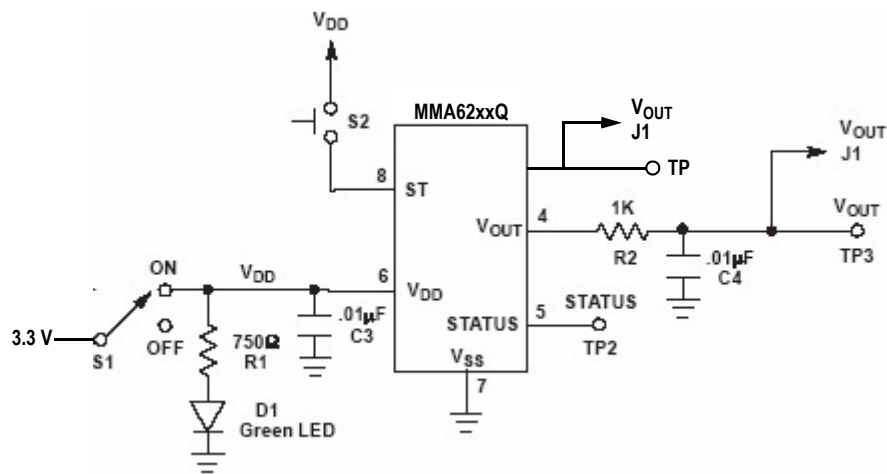 VDD
S2
MMA62xxQ
VOUT
J1
TP
VOUT
J1
8
ST
VOUT
4
1K
R2
.01µF
C4
VOUT
TP3
ON
VDD
6
VDD
3.3 V
S1
OFF
750Ω
R1
.01µF
C3
STATUS
5
STATUS
TP2
VSS
7
D1
Green LED